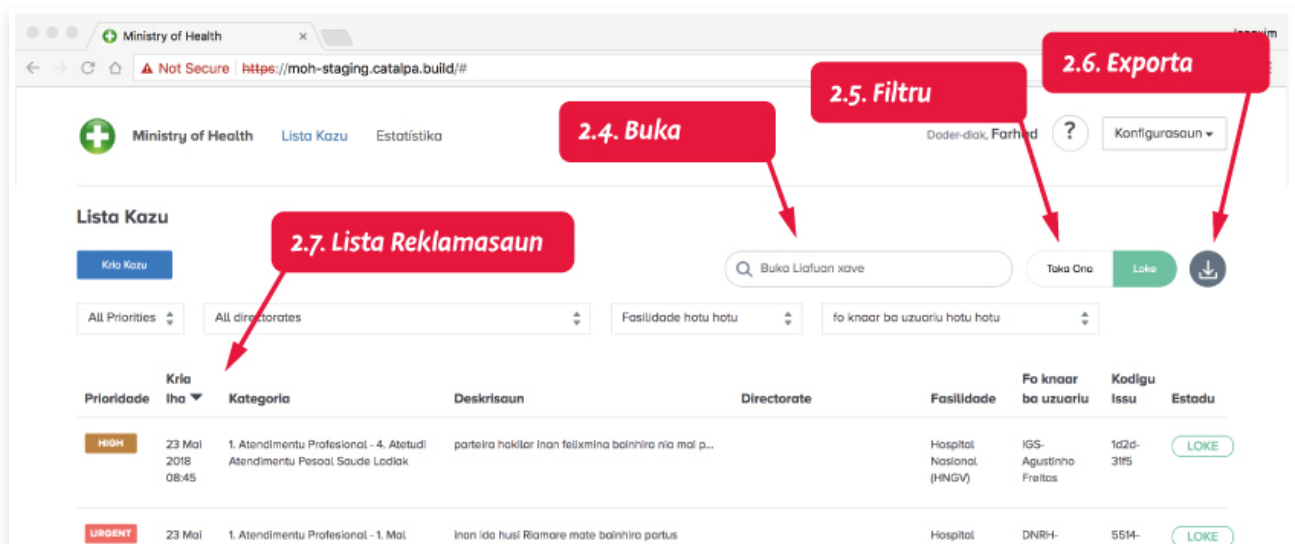 Ministry of Health ×
Not Secure https://moh-staging.catalpa.build/#
2.6. Exporta
2.5. Filtru
2.4. Buka
Ministry of Health Lista Kazu Estatístika
? Konfigurasaun
Lista Kazu
2.7. Lista Reklamasaun
Kria Kazu
Buka Liafuan xave
Taka Ona Loke
All Priorities All directorates Fasilidade hotu hotu fo knaar ba uzuariu hotu hotu
Prioridade Kria Iha Kategoria Deskrisaun Directorate Fasilidade Fo knaar ba uzuariu Kodigu Issu Estadu
HIGH 23 Mai 2018 08:45
1. Atendimentu Profesional - 4. Atetudi Atendimentu Pesoal Saude Ladiak
parteira hakilar inan felixmina bainhira nia mai p...
Hospital Nasional (HNGV)
IGS-Agustinho Freitas
1d2d-31f5
LOKE
URGENT 23 Mai
1. Atendimentu Profesional - 1. Mal
inan ida husi Riamare mate bainhira partus
Hospital
DNRH-
5514-
LOKE